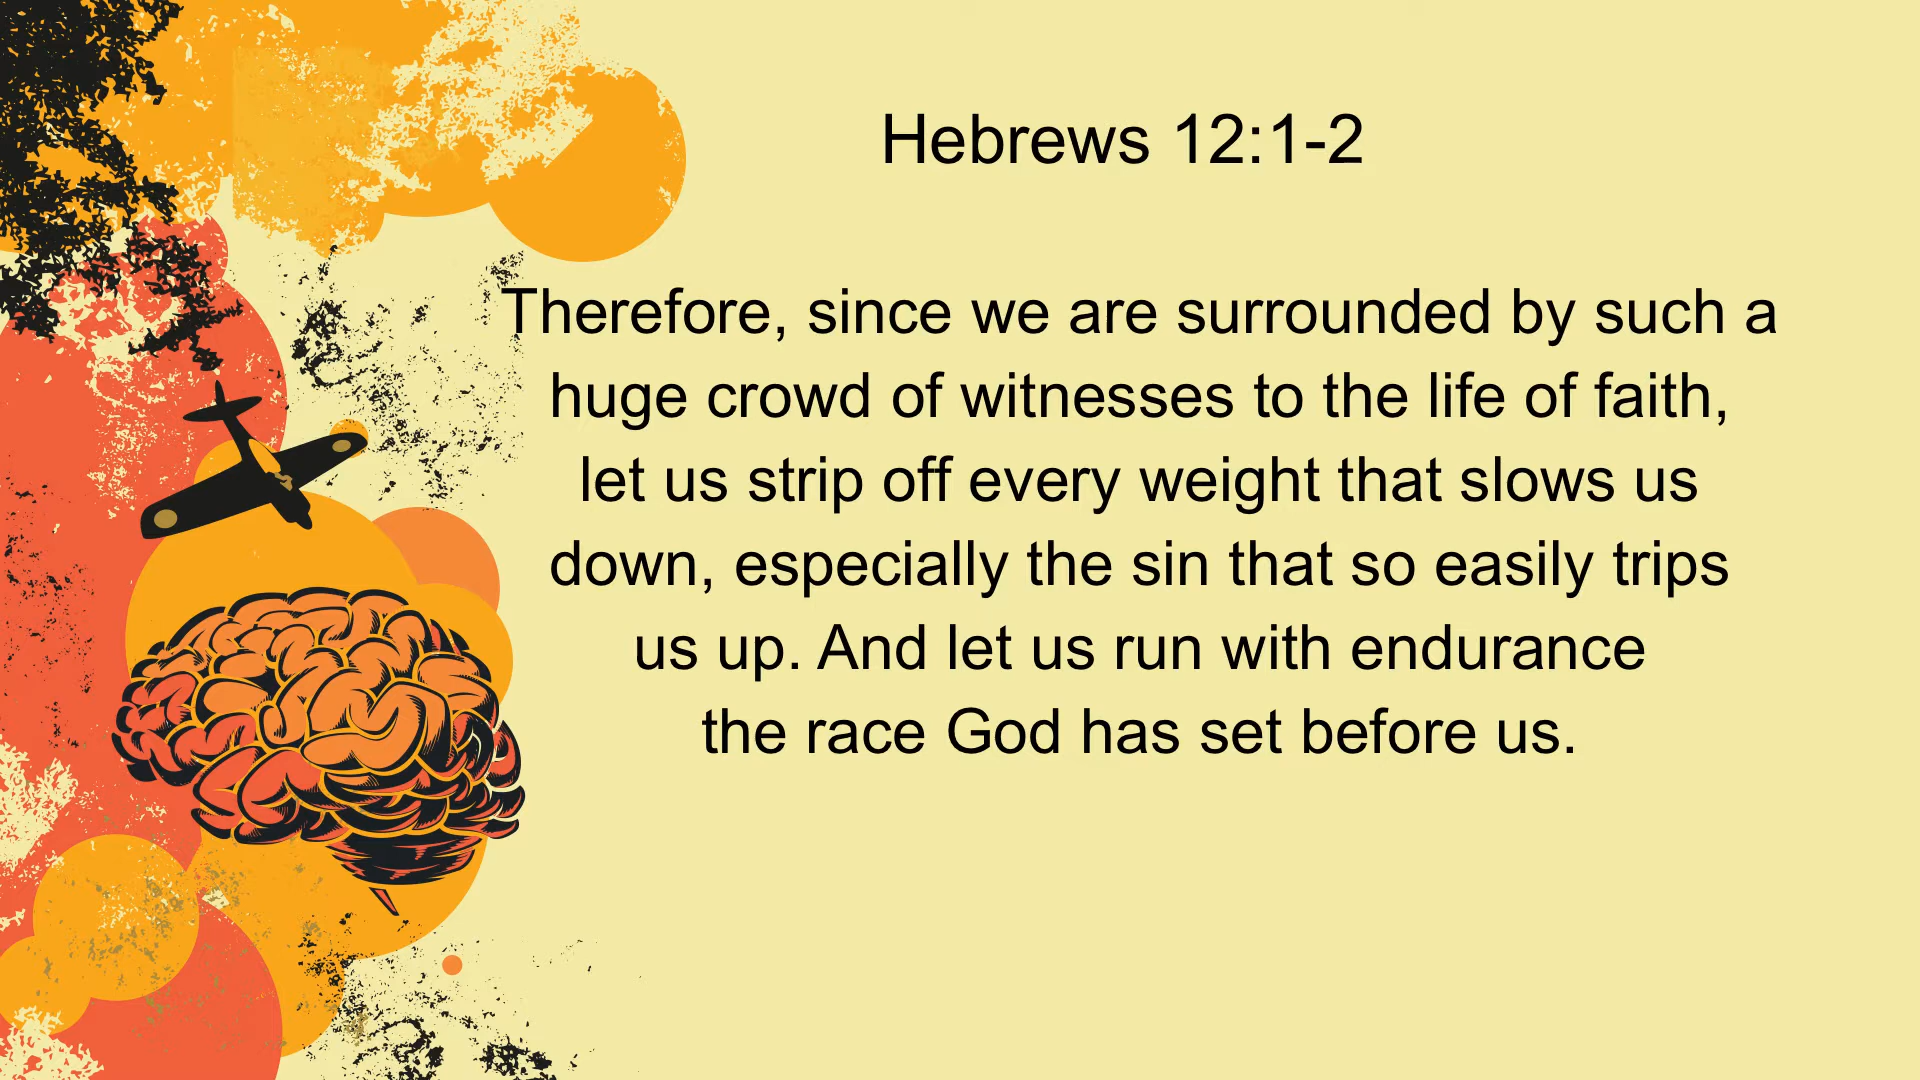 Hebrews 12:1-2
Therefore, since we are surrounded by such a
huge crowd of witnesses to the life of faith,
let us strip off every weight that slows us
down, especially the sin that so easily trips
us up. And let us run with endurance
the race God has set before us.